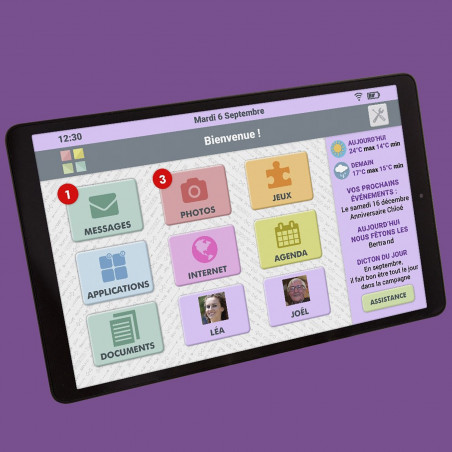 12:30
Mardi 6 Septembre
Bienvenue !
1
MESSAGES
3
PHOTOS
JEUX
APPLICATIONS
INTERNET
AGENDA
DOCUMENTS
LÉA
JOËL
AUJOURD'HUI
24°C max 14°C min
DEMAIN
17°C max 15°C min
VOS PROCHAINS
ÉVÉNEMENTS :
Le samedi 16 décembre
Anniversaire Chloé
AUJOURD'HUI
NOUS FÊTONS LES
Bertrand
DICTON DU JOUR
En septembre,
il fait bon être tout le jour
dans la campagne
ASSISTANCE